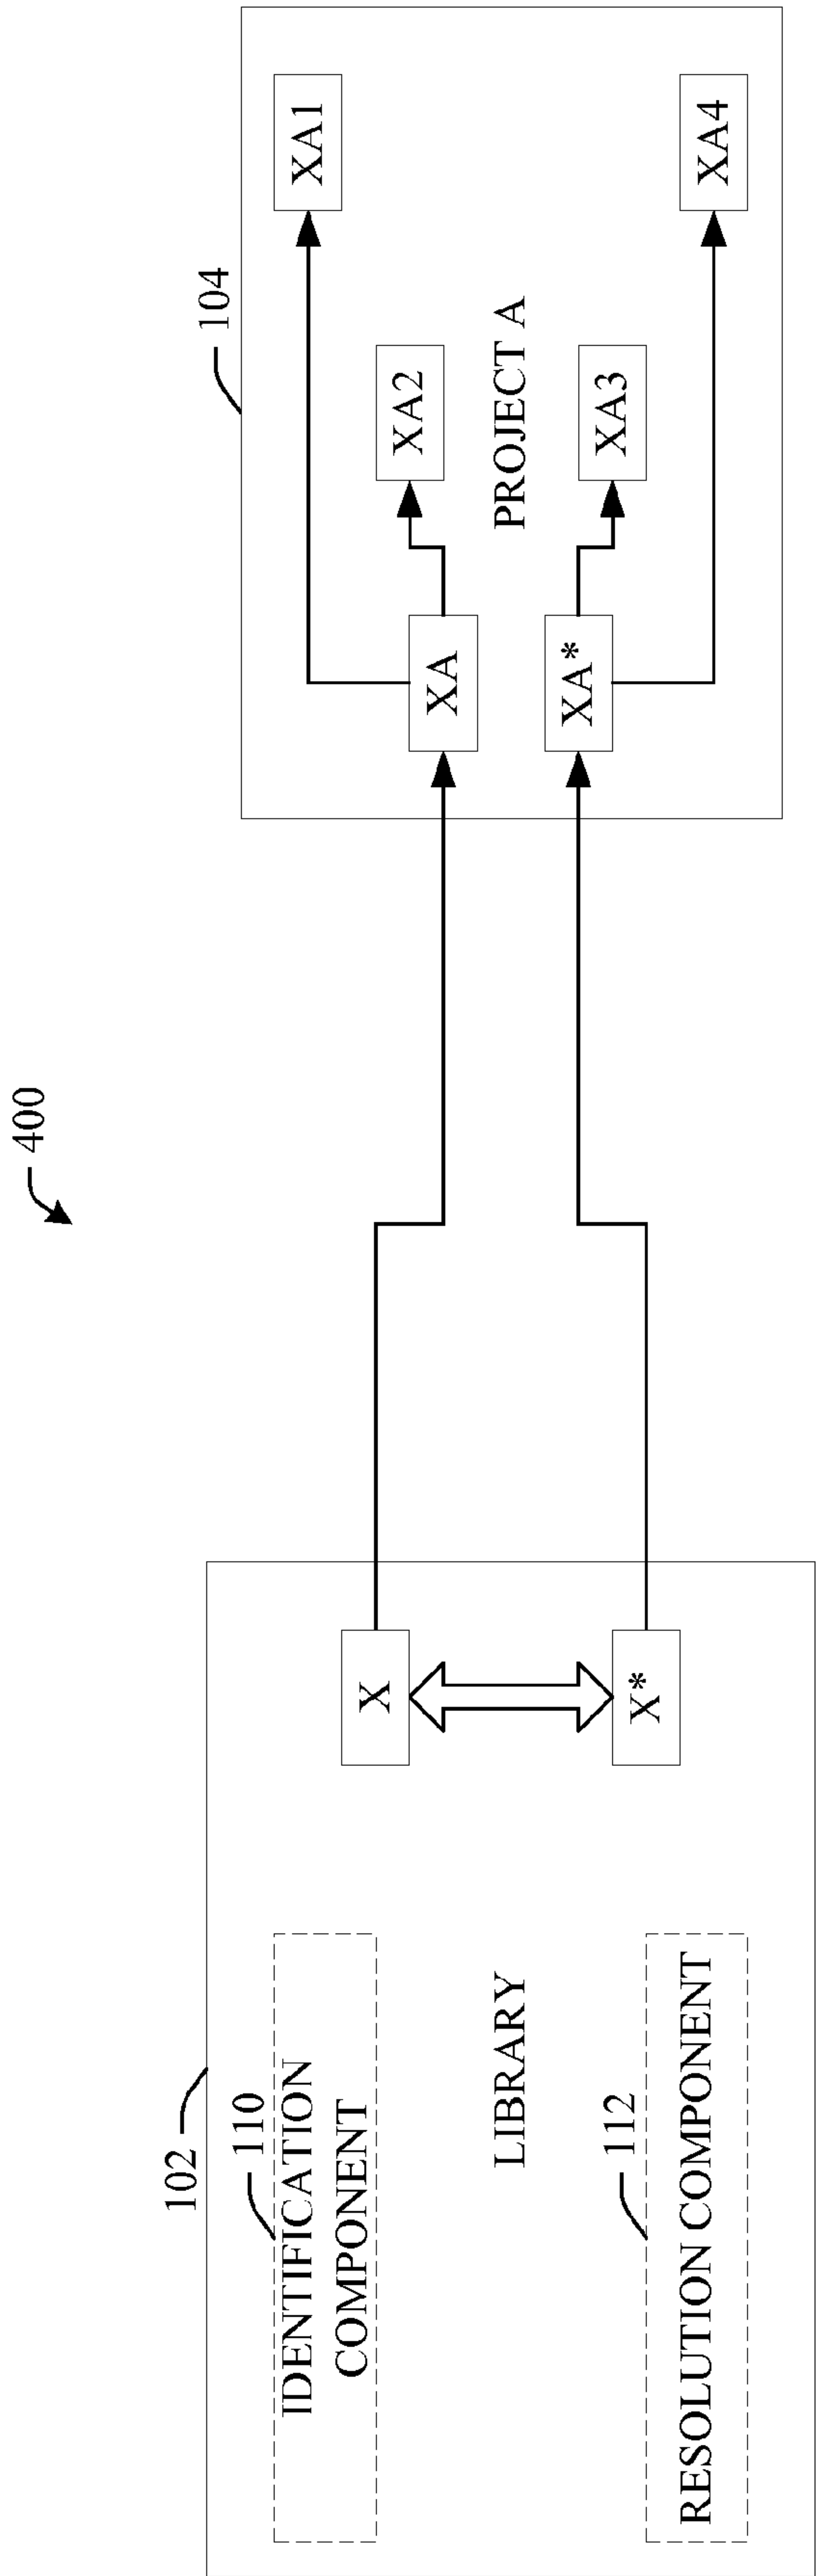 400
102
110
IDENTIFICATION
COMPONENT
LIBRARY
112
RESOLUTION COMPONENT
X
X*
104
XA
XA*
XA2
XA1
PROJECT A
XA3
XA4